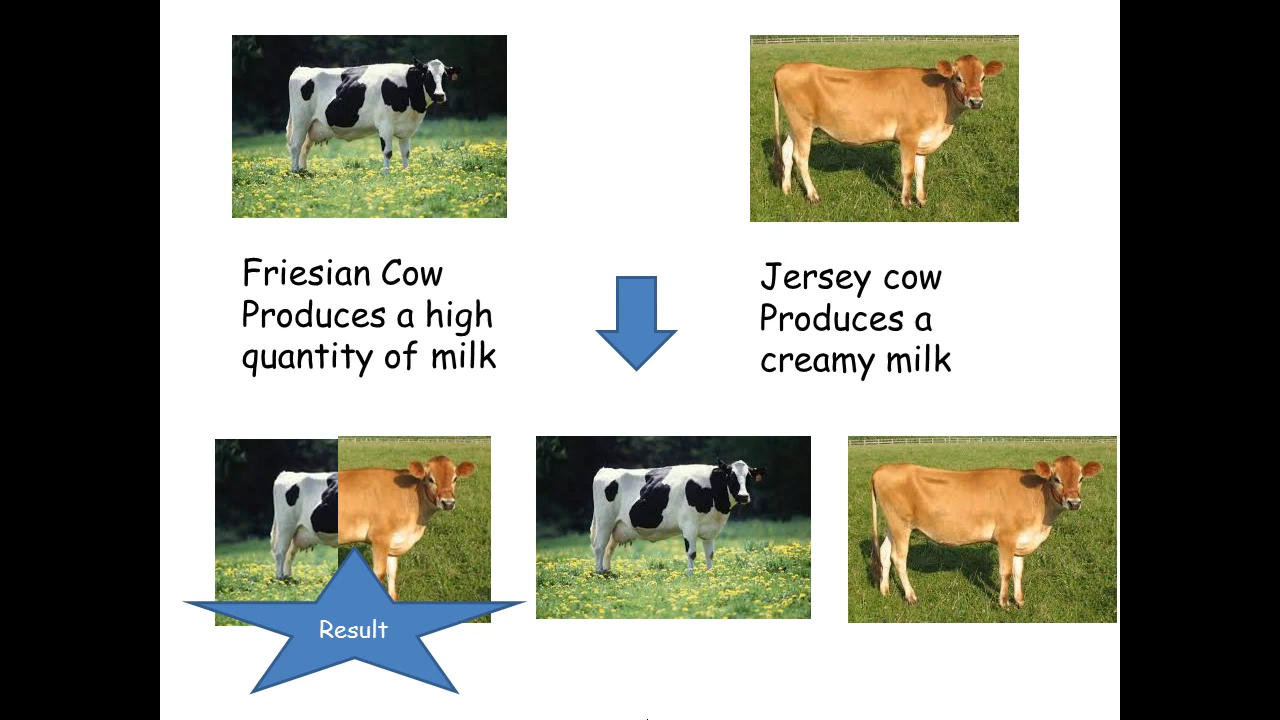 Friesian Cow
Produces a high
quantity of milk
Jersey cow
Produces a
creamy milk
Result